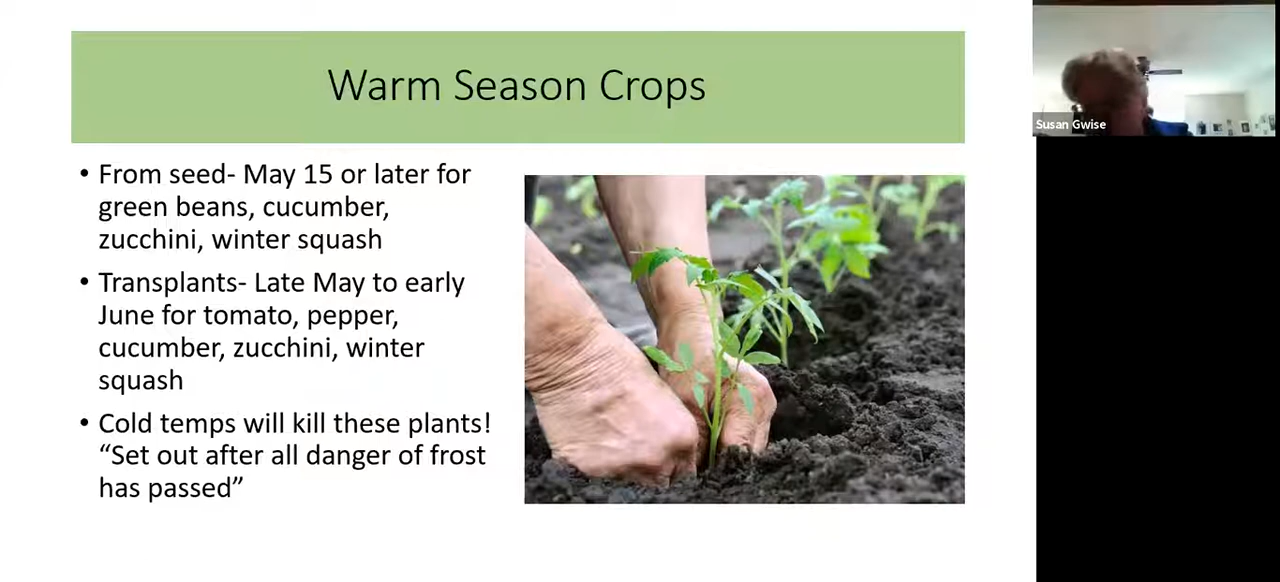 Warm Season Crops
• From seed- May 15 or later for
green beans, cucumber,
zucchini, winter squash
• Transplants- Late May to early
June for tomato, pepper,
cucumber, zucchini, winter
squash
• Cold temps will kill these plants!
“Set out after all danger of frost
has passed”
Susan Gwise